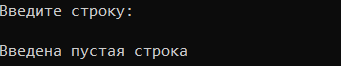 Введите строку:
Введена пустая строка